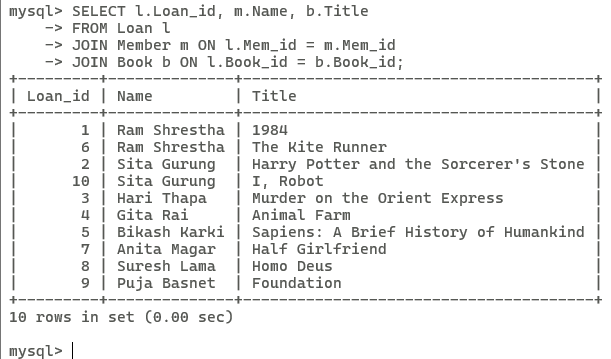 mysql> SELECT l.Loan_id, m.Name, b.Title
    -> FROM Loan l
    -> JOIN Member m ON l.Mem_id = m.Mem_id
    -> JOIN Book b ON l.Book_id = b.Book_id;
+---------+--------------+---------------------------------------+
| Loan_id | Name         | Title                                 |
+---------+--------------+---------------------------------------+
|       1 | Ram Shrestha | 1984                                  |
|       6 | Ram Shrestha | The Kite Runner                       |
|       2 | Sita Gurung  | Harry Potter and the Sorcerer's Stone |
|      10 | Sita Gurung  | I, Robot                              |
|       3 | Hari Thapa   | Murder on the Orient Express          |
|       4 | Gita Rai     | Animal Farm                           |
|       5 | Bikash Karki | Sapiens: A Brief History of Humankind |
|       7 | Anita Magar  | Half Girlfriend                       |
|       8 | Suresh Lama  | Homo Deus                             |
|       9 | Puja Basnet  | Foundation                            |
+---------+--------------+---------------------------------------+
10 rows in set (0.00 sec)
mysql>